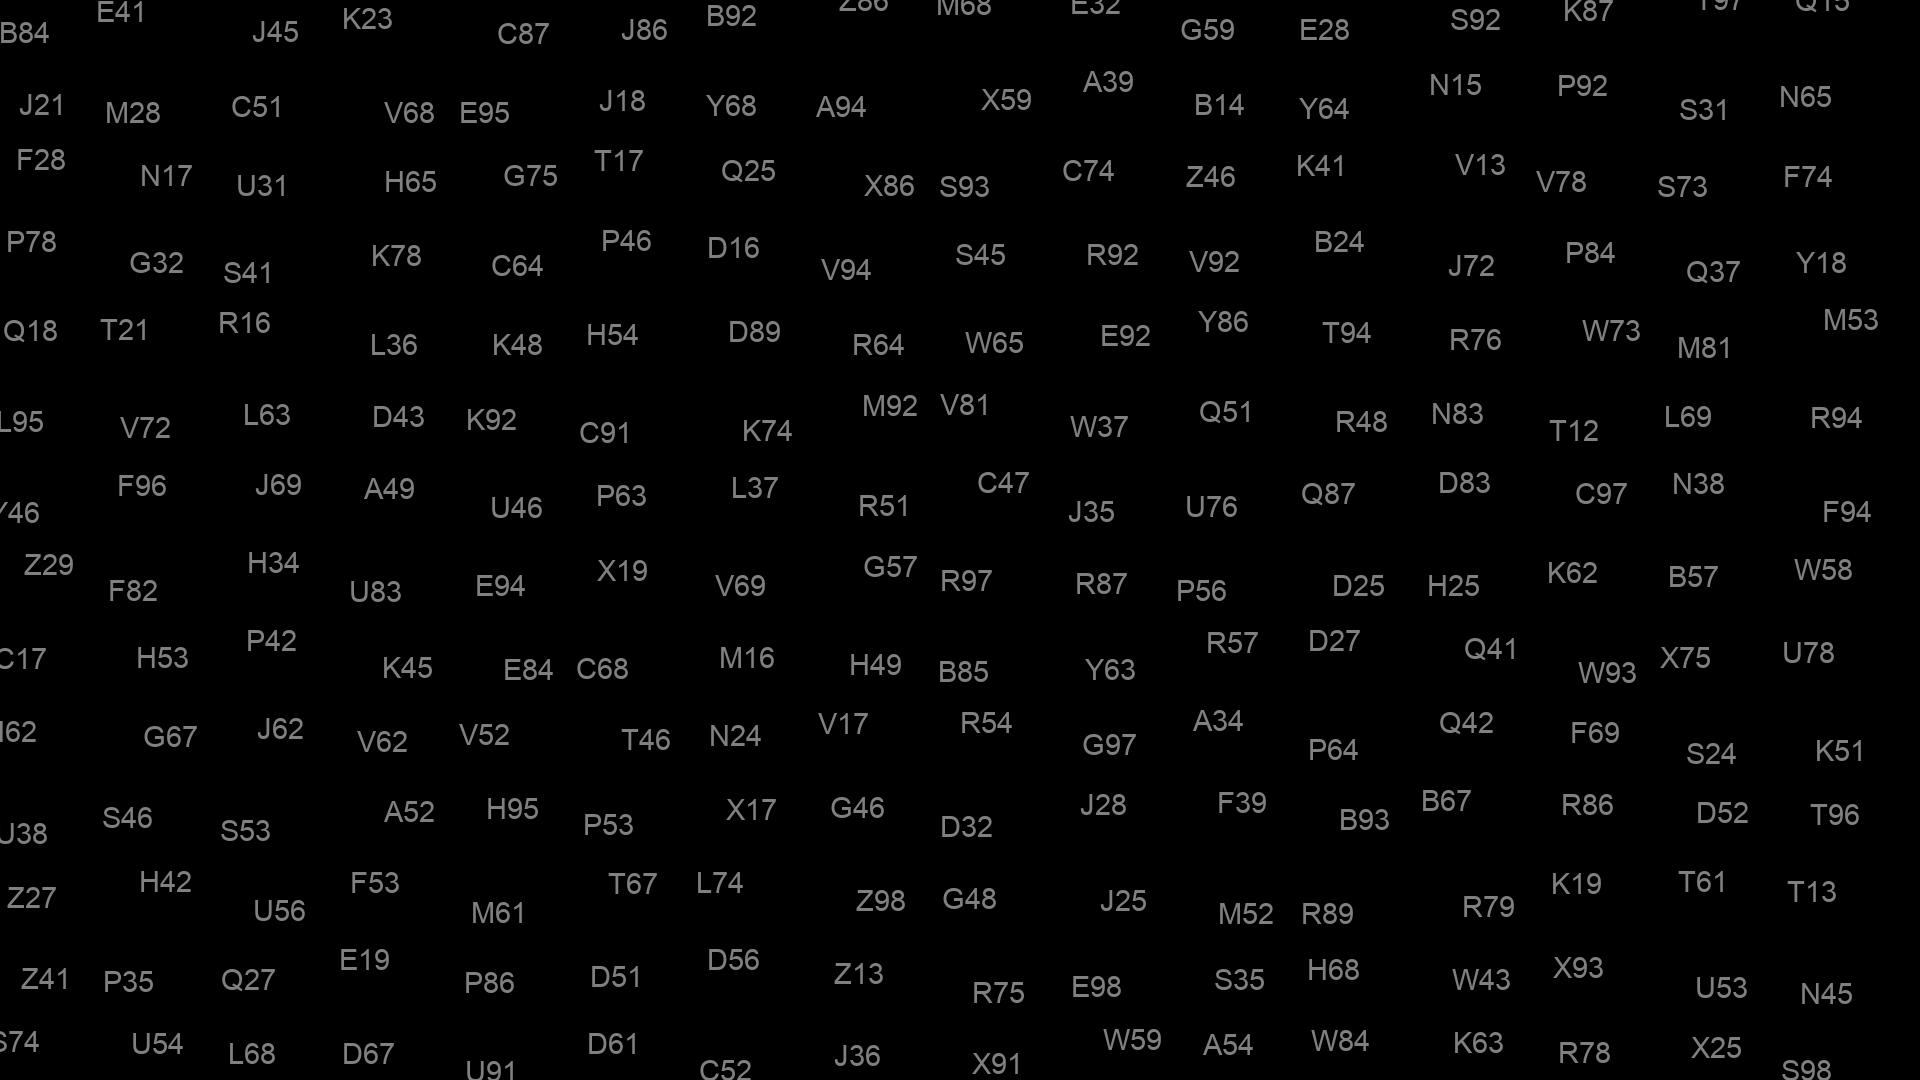 B84 E41 J45 K23 C87 J86 B92 Z86 M68 E32 G59 E28 S92 K87 T97 Q15
J21 M28 C51 V68 E95 J18 Y68 A94 X59 A39 B14 Y64 N15 P92 S31 N65
F28 N17 U31 H65 G75 T17 Q25 X86 S93 C74 Z46 K41 V13 V78 S73 F74
P78 G32 S41 K78 C64 P46 D16 V94 S45 R92 V92 B24 J72 P84 Q37 Y18
Q18 T21 R16 L36 K48 H54 D89 R64 W65 E92 Y86 T94 R76 W73 M81 M53
L95 V72 L63 D43 K92 C91 K74 M92 V81 W37 Q51 R48 N83 T12 L69 R94
Y46 F96 J69 A49 U46 P63 L37 R51 C47 J35 U76 Q87 D83 C97 N38 F94
Z29 F82 H34 U83 E94 X19 V69 G57 R97 R87 P56 D25 H25 K62 B57 W58
C17 H53 P42 K45 E84 C68 M16 H49 B85 Y63 R57 D27 Q41 W93 X75 U78
G67 J62 V62 V52 T46 N24 V17 R54 G97 A34 P64 Q42 F69 S24 K51
U38 S46 S53 A52 H95 P53 X17 G46 D32 J28 F39 B93 B67 R86 D52 T96
Z27 H42 U56 F53 M61 T67 L74 Z98 G48 J25 M52 R89 R79 K19 T61 T13
Z41 P35 Q27 E19 P86 D51 D56 Z13 R75 E98 S35 H68 W43 X93 U53 N45
S74 U54 L68 D67 U91 D61 C52 J36 X91 W59 A54 W84 K63 R78 X25 S98